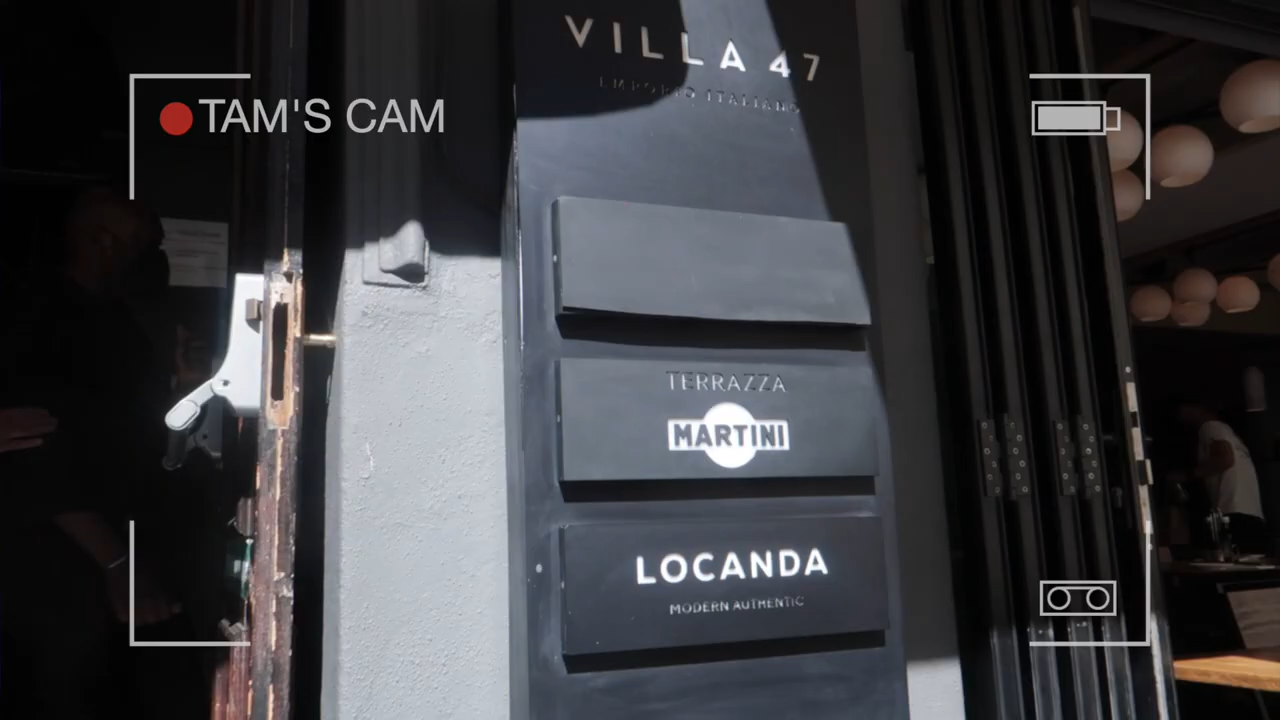 VILLA 47
EMPORIO ITALIANO
TAM'S CAM
TERRAZZA
MARTINI
LOCANDA
MODERN AUTHENTIC